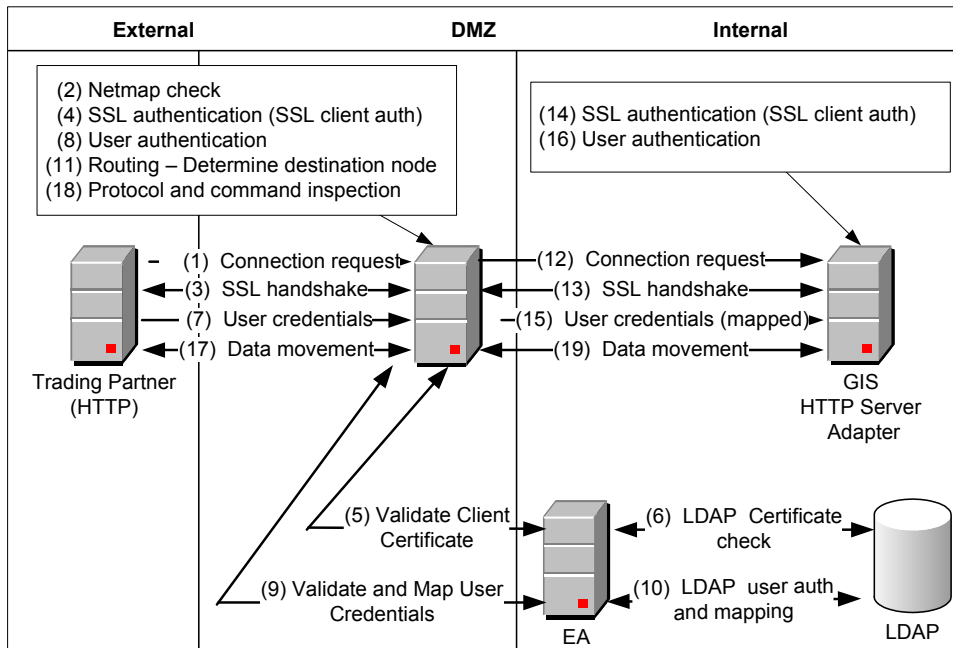 External DMZ Internal
(2) Netmap check
(4) SSL authentication (SSL client auth)
(8) User authentication
(11) Routing – Determine destination node
(18) Protocol and command inspection
(14) SSL authentication (SSL client auth)
(16) User authentication
(1) Connection request
(3) SSL handshake
(7) User credentials
(17) Data movement
(12) Connection request
(13) SSL handshake
(15) User credentials (mapped)
(19) Data movement
Trading Partner
(HTTP)
GIS
HTTP Server
Adapter
(5) Validate Client
Certificate
(6) LDAP Certificate
check
(9) Validate and Map User
Credentials
(10) LDAP user auth
and mapping
EA
LDAP